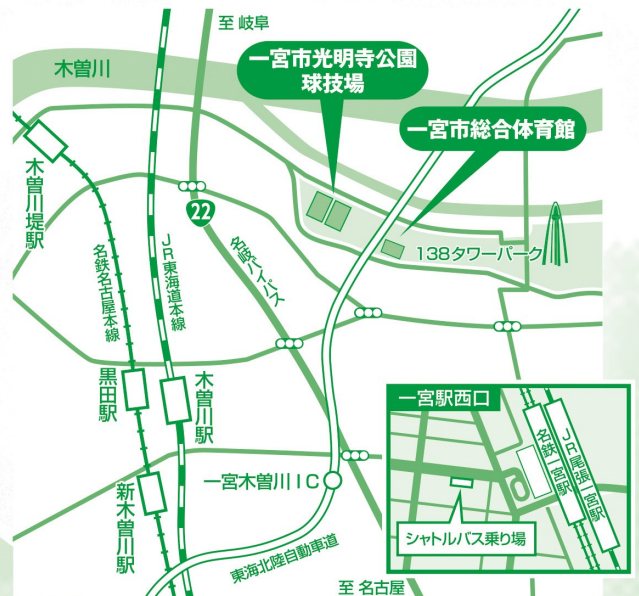 至 岐阜
木曽川
一宮市光明寺公園
球技場
一宮市総合体育館
木曽川堤駅
22
名岐バイパス
138タワーパーク
名鉄名古屋本線
JR東海道本線
黒田駅
木曽川駅
一宮木曽川IC
新木曽川駅
東海北陸自動車道
至 名古屋
一宮駅西口
名鉄一宮駅
JR尾張一宮駅
シャトルバス乗り場